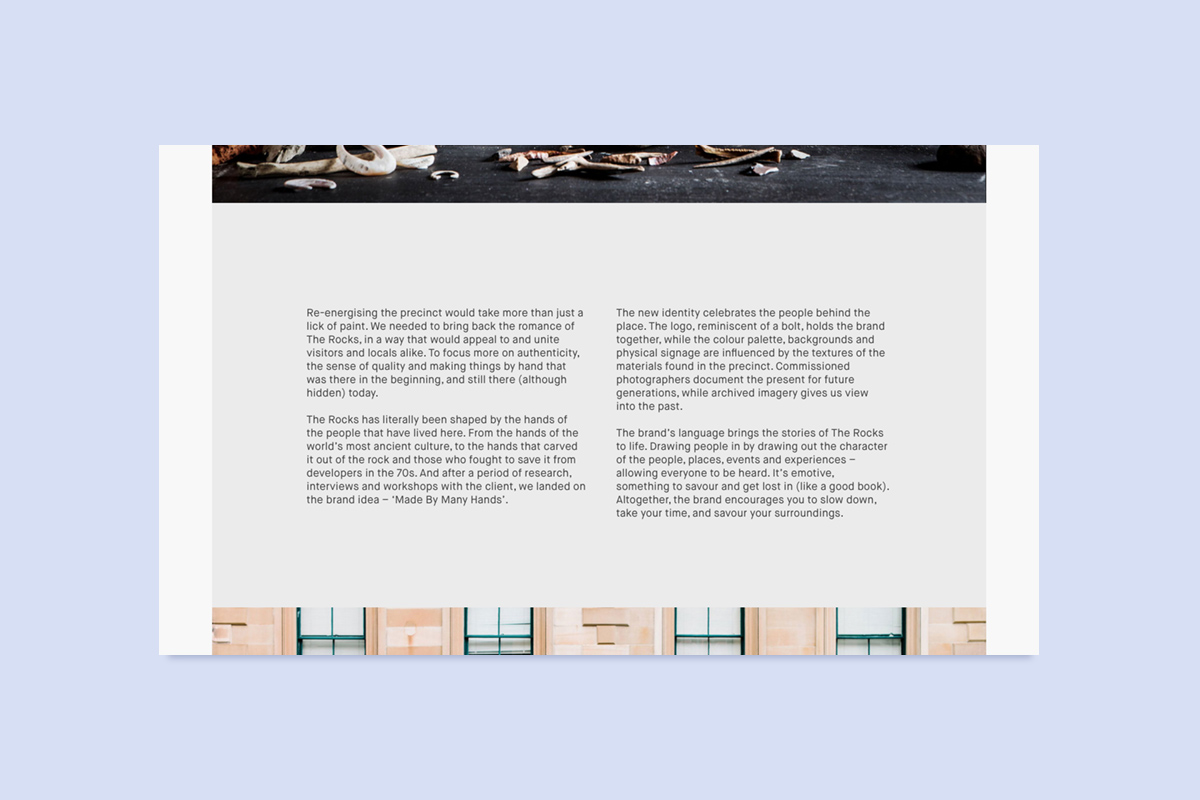 Re-energising the precinct would take more than just a
lick of paint. We needed to bring back the romance of
The Rocks, in a way that would appeal to and unite
visitors and locals alike. To focus more on authenticity,
the sense of quality and making things by hand that
was there in the beginning, and still there (although
hidden) today.
The Rocks has literally been shaped by the hands of
the people that have lived here. From the hands of the
world's most ancient culture, to the hands that carved
it out of the rock and those who fought to save it from
developers in the 70s. And after a period of research,
interviews and workshops with the client, we landed on
the brand idea – ‘Made By Many Hands’.
The new identity celebrates the people behind the
place. The logo, reminiscent of a bolt, holds the brand
together, while the colour palette, backgrounds and
physical signage are influenced by the textures of the
materials found in the precinct. Commissioned
photographers document the present for future
generations, while archived imagery gives us view
into the past.
The brand’s language brings the stories of The Rocks
to life. Drawing people in by drawing out the character
of the people, places, events and experiences –
allowing everyone to be heard. It’s emotive,
something to savour and get lost in (like a good book).
Altogether, the brand encourages you to slow down,
take your time, and savour your surroundings.